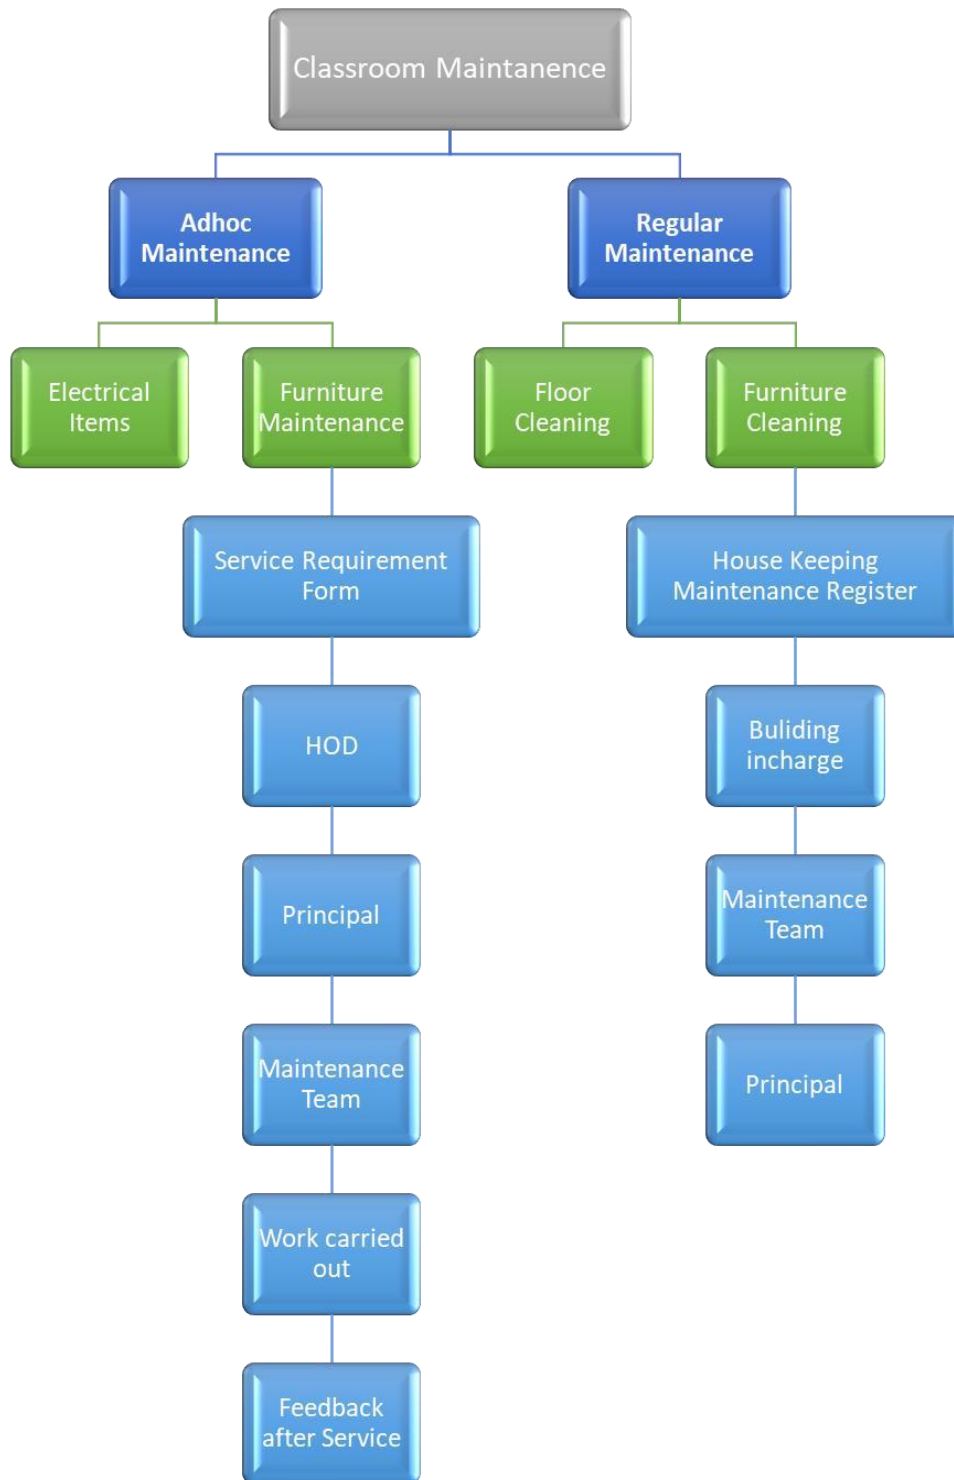 Classroom Maintanence
Adhoc
Maintenance
Regular
Maintenance
Electrical
Items
Furniture
Maintenance
Floor
Cleaning
Furniture
Cleaning
Service Requirement
Form
House Keeping
Maintenance Register
HOD
Buliding
incharge
Principal
Maintenance
Team
Maintenance
Team
Principal
Work carried
out
Feedback
after Service